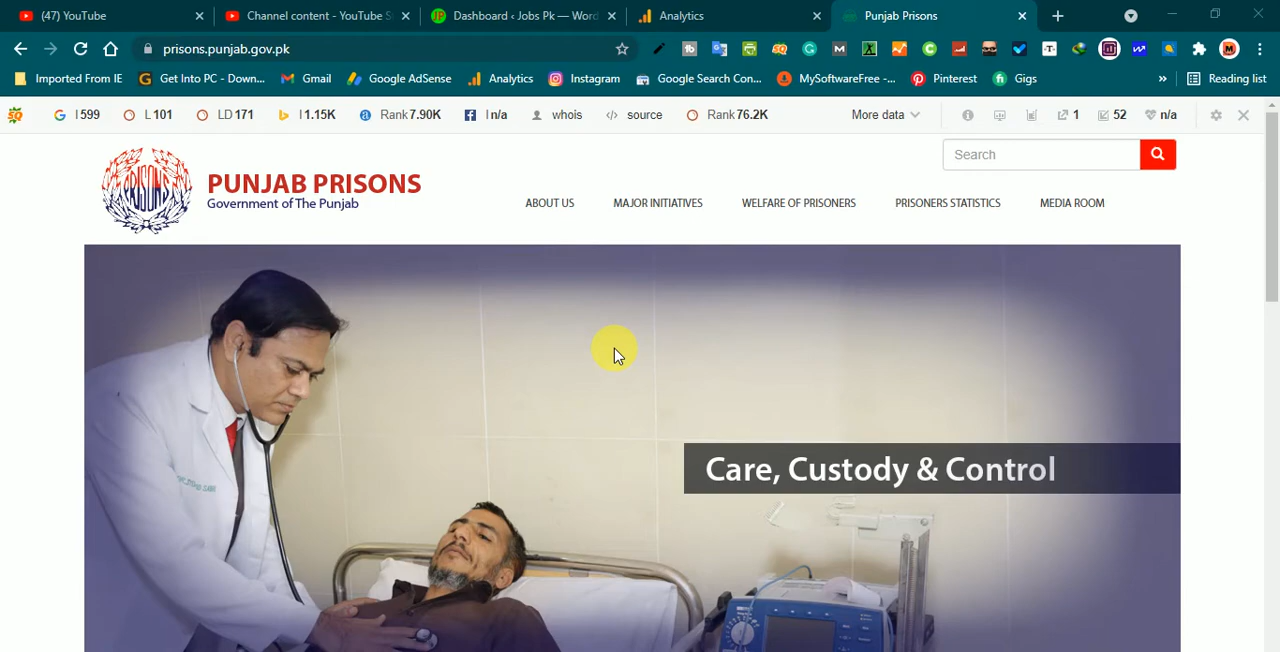 (47) YouTube
Channel content - YouTube S
Dashboard ‹ Jobs Pk — Word
Analytics
Punjab Prisons
prisons.punjab.gov.pk
Imported From IE
Get Into PC - Down...
Gmail
Google AdSense
Analytics
Instagram
Google Search Con...
MySoftwareFree -...
Pinterest
Gigs
»
Reading list
I 599
L 101
LD 171
I 1.15K
Rank 7.90K
I n/a
whois
source
Rank 76.2K
More data
1
52
n/a
Search
PRISONS
PUNJAB PRISONS
Government of The Punjab
ABOUT US
MAJOR INITIATIVES
WELFARE OF PRISONERS
PRISONERS STATISTICS
MEDIA ROOM
Care, Custody & Control